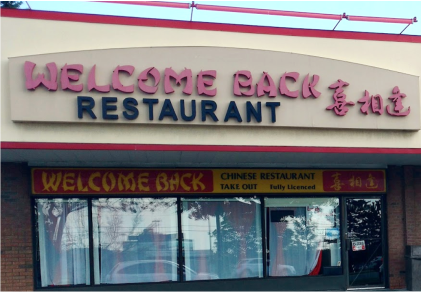 WELCOME BACK 喜相逢
RESTAURANT
WELCOME BACK CHINESE RESTAURANT 喜相逢
TAKE OUT Fully Licenced